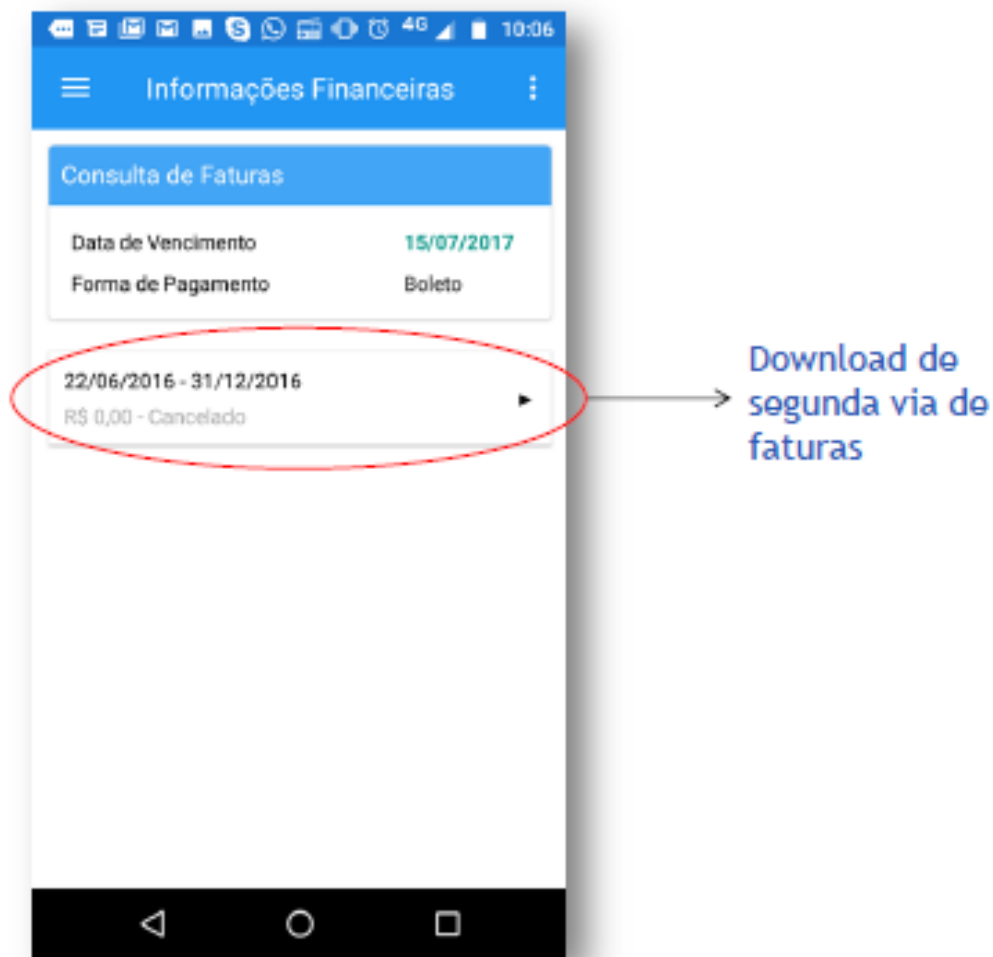 4G 10:06
Informações Financeiras
Consulta de Faturas
Data de Vencimento 15/07/2017
Forma de Pagamento Boleto
22/06/2016 - 31/12/2016
R$ 0,00 - Cancelado
Download de
segunda via de
faturas